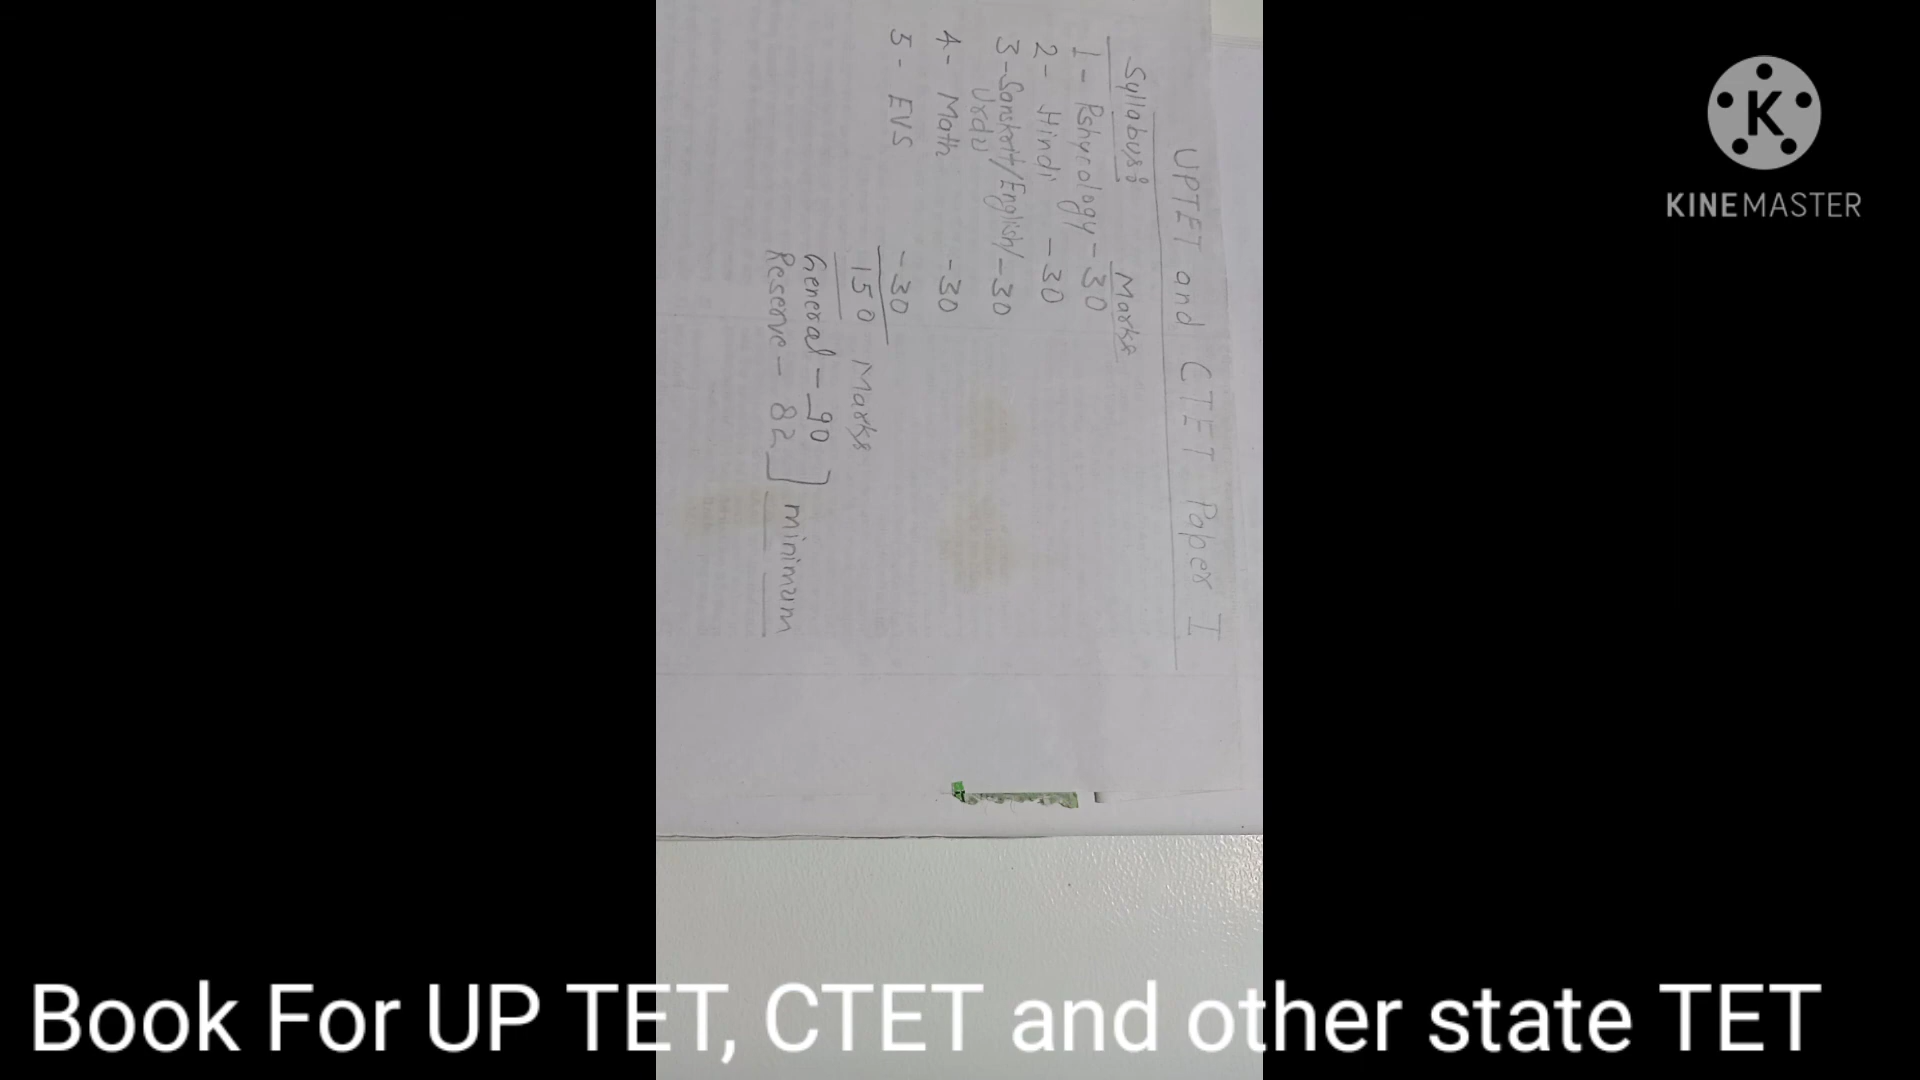 UPTET and CTET Paper I
Syllabus: Marks
1- Pshycology - 30
2- Hindi - 30
3- Sanskrit/English/ - 30
Urdu
4- Math - 30
5- EVS - 30
150 Marks
General - 90
Reserve - 82
minimum
KINEMASTER
Book For UP TET, CTET and other state TET